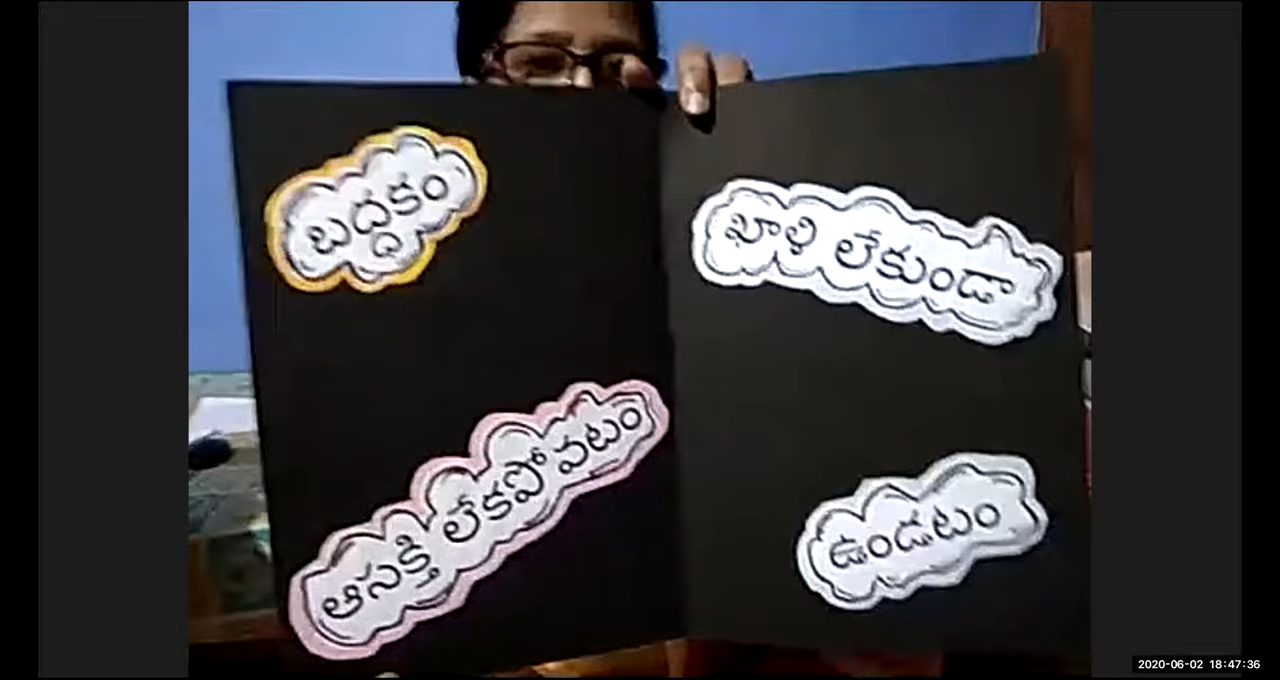 బద్ధకం
ఆసక్తి లేకపోవటం
ఖాళి లేకుండా
ఉండటం
2020-06-02 18:47:36